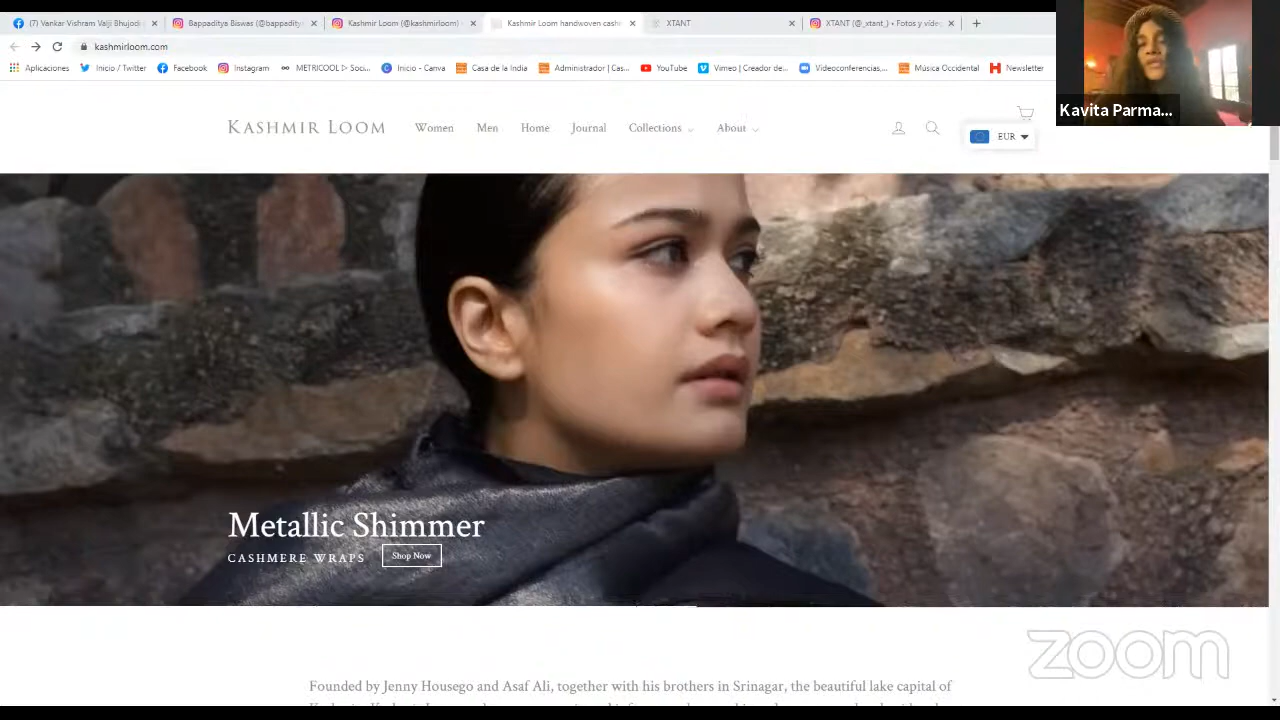 (7) Vankar Vishram Valji Bhujodi
Bappaditya Biswas (@bappaditya
Kashmir Loom (@kashmirloom)
Kashmir Loom handwoven cash
XTANT
XTANT (@_xtant_) • Fotos y vídeo
kashmirloom.com
Aplicaciones
Inicio / Twitter
Facebook
Instagram
METRICOOL ▷ Soci...
Inicio - Canva
Casa de la India
Administrador | Cas...
YouTube
Vimeo | Creador de...
Videoconferencias,...
Música Occidental
Newsletter
Kavita Parma...
KASHMIR LOOM
Women
Men
Home
Journal
Collections
About
EUR
Metallic Shimmer
CASHMERE WRAPS
Shop Now
zoom
Founded by Jenny Housego and Asaf Ali, together with his brothers in Srinagar, the beautiful lake capital of